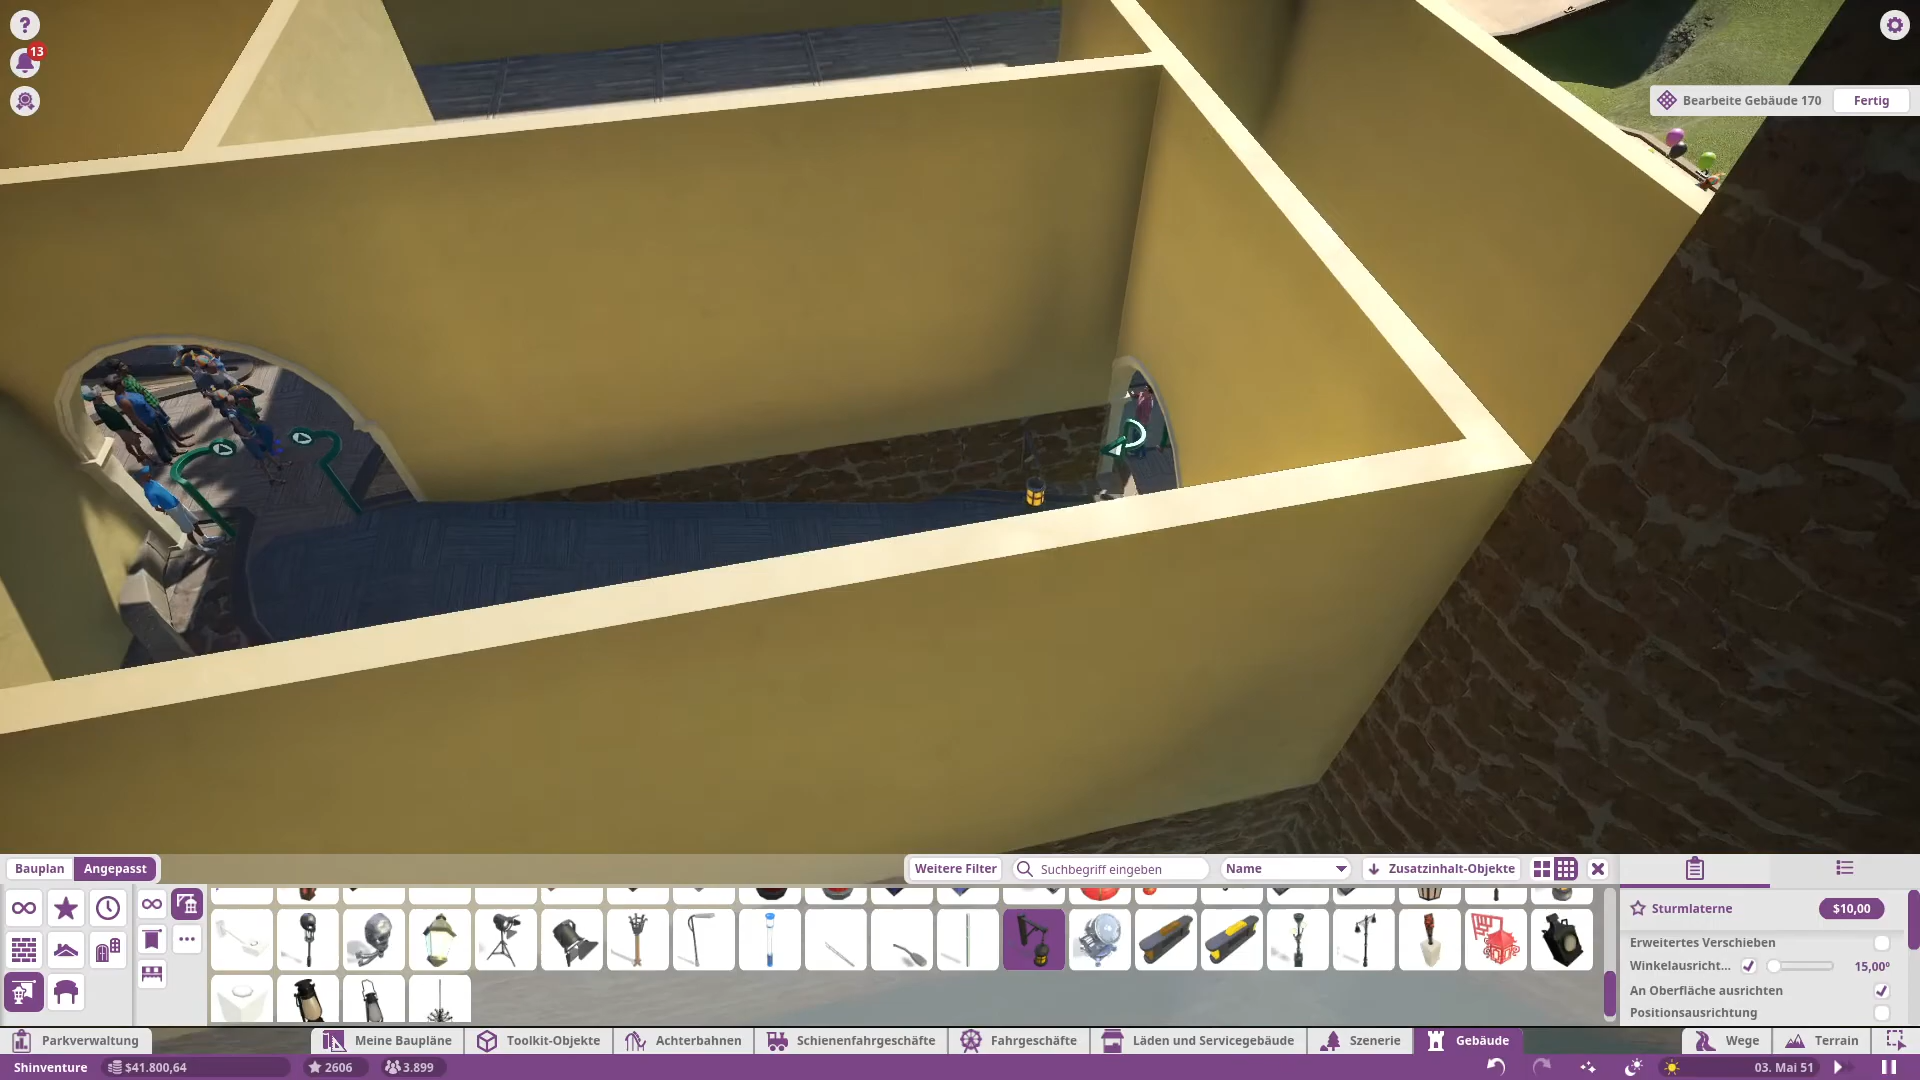 ?
13
Bearbeite Gebäude 170
Fertig
Bauplan
Angepasst
Weitere Filter
Suchbegriff eingeben
Name
Zusatzinhalt-Objekte
Sturmlaterne
$10,00
Erweitertes Verschieben
Winkelausricht...
15,00°
An Oberfläche ausrichten
Positionsausrichtung
Parkverwaltung
Meine Baupläne
Toolkit-Objekte
Achterbahnen
Schienenfahrgeschäfte
Fahrgeschäfte
Läden und Servicegebäude
Szenerie
Gebäude
Wege
Terrain
Shinventure
$41.800,64
2606
3.899
03. Mai 51